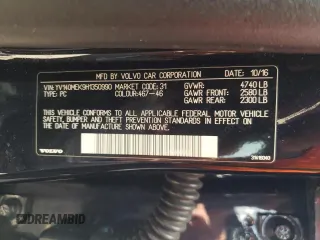 MFD BY VOLVO CAR CORPORATION 10/16
VIN: YV140MEK9H1350990 MARKET CODE: 31 GVWR: 4740 LB
TYPE: PC COLOUR: 467-46 GAWR FRONT: 2580 LB
GAWR REAR: 2300 LB
THIS VEHICLE CONFORMS TO ALL APPLICABLE FEDERAL MOTOR VEHICLE
SAFETY, BUMPER AND THEFT PREVENTION STANDARDS IN EFFECT ON THE
DATE OF MANUFACTURE SHOWN ABOVE.
VOLVO
DREAMBID